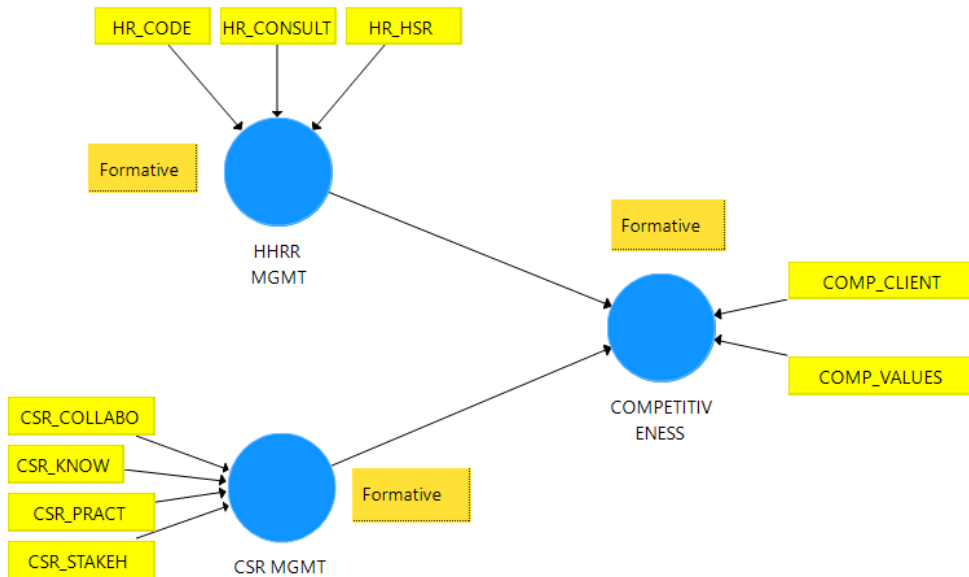 HR_CODE
HR_CONSULT
HR_HSR
Formative
HHRR
MGMT
Formative
COMP_CLIENT
COMP_VALUES
COMPETITIV
ENESS
CSR_COLLABO
CSR_KNOW
CSR_PRACT
CSR_STAKEH
Formative
CSR MGMT